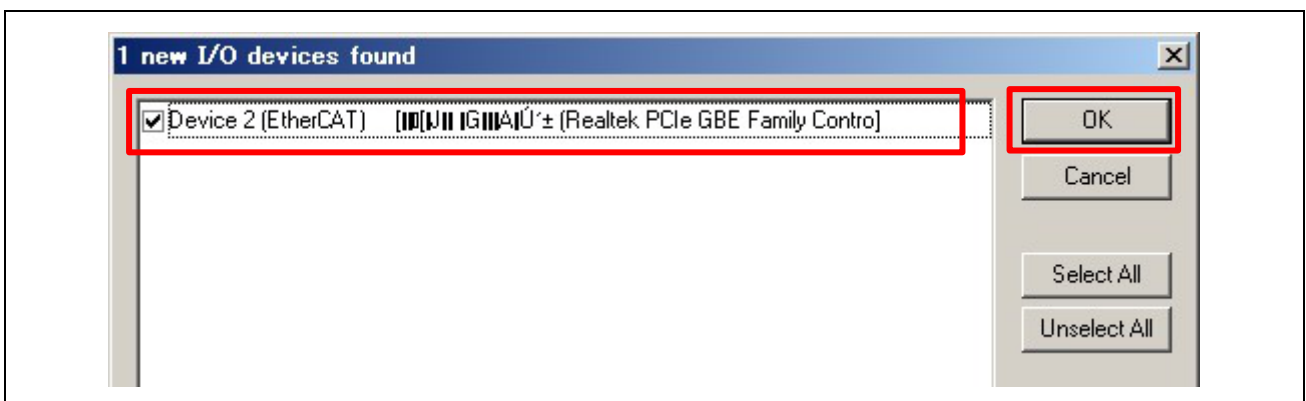 1 new I/O devices found
Device 2 (EtherCAT) (Realtek PCIe GBE Family Contro]
OK
Cancel
Select All
Unselect All